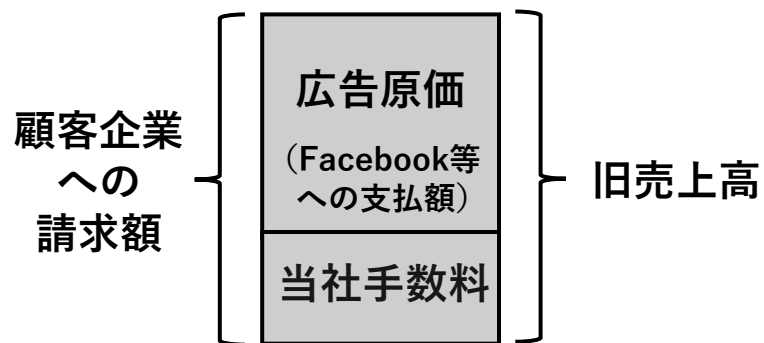 顧客企業
への
請求額
広告原価
（Facebook等
への支払額）
当社手数料
旧売上高